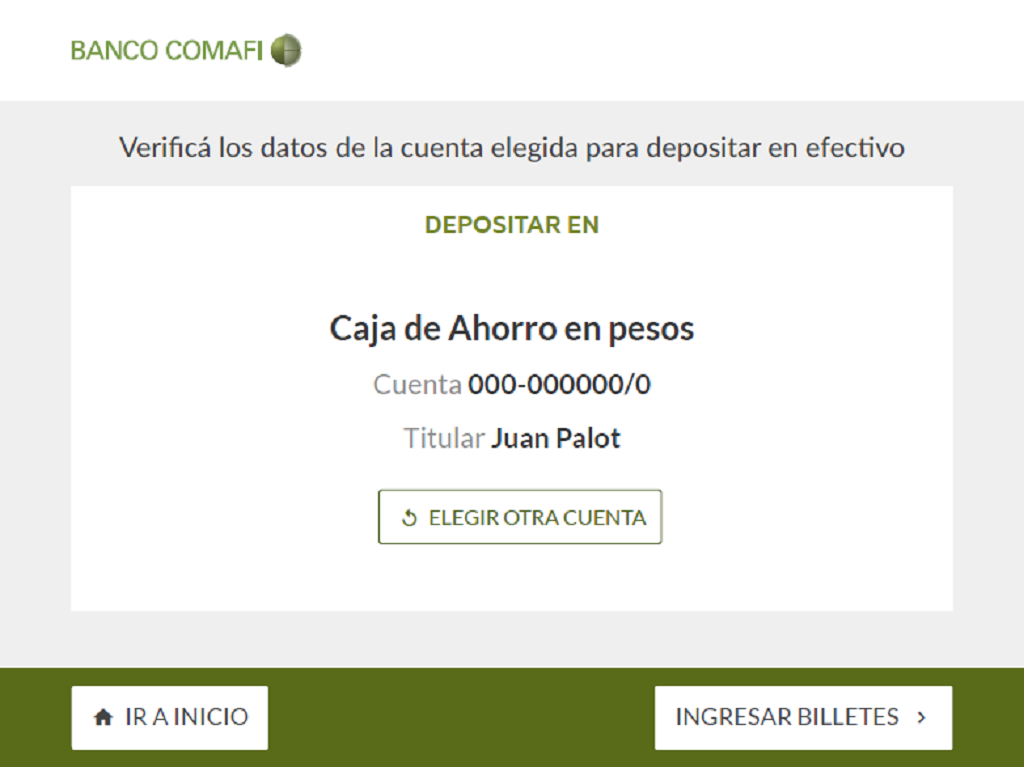 BANCO COMAFI
Verificá los datos de la cuenta elegida para depositar en efectivo
DEPOSITAR EN
Caja de Ahorro en pesos
Cuenta 000-000000/0
Titular Juan Palot
ELEGIR OTRA CUENTA
IR A INICIO
INGRESAR BILLETES